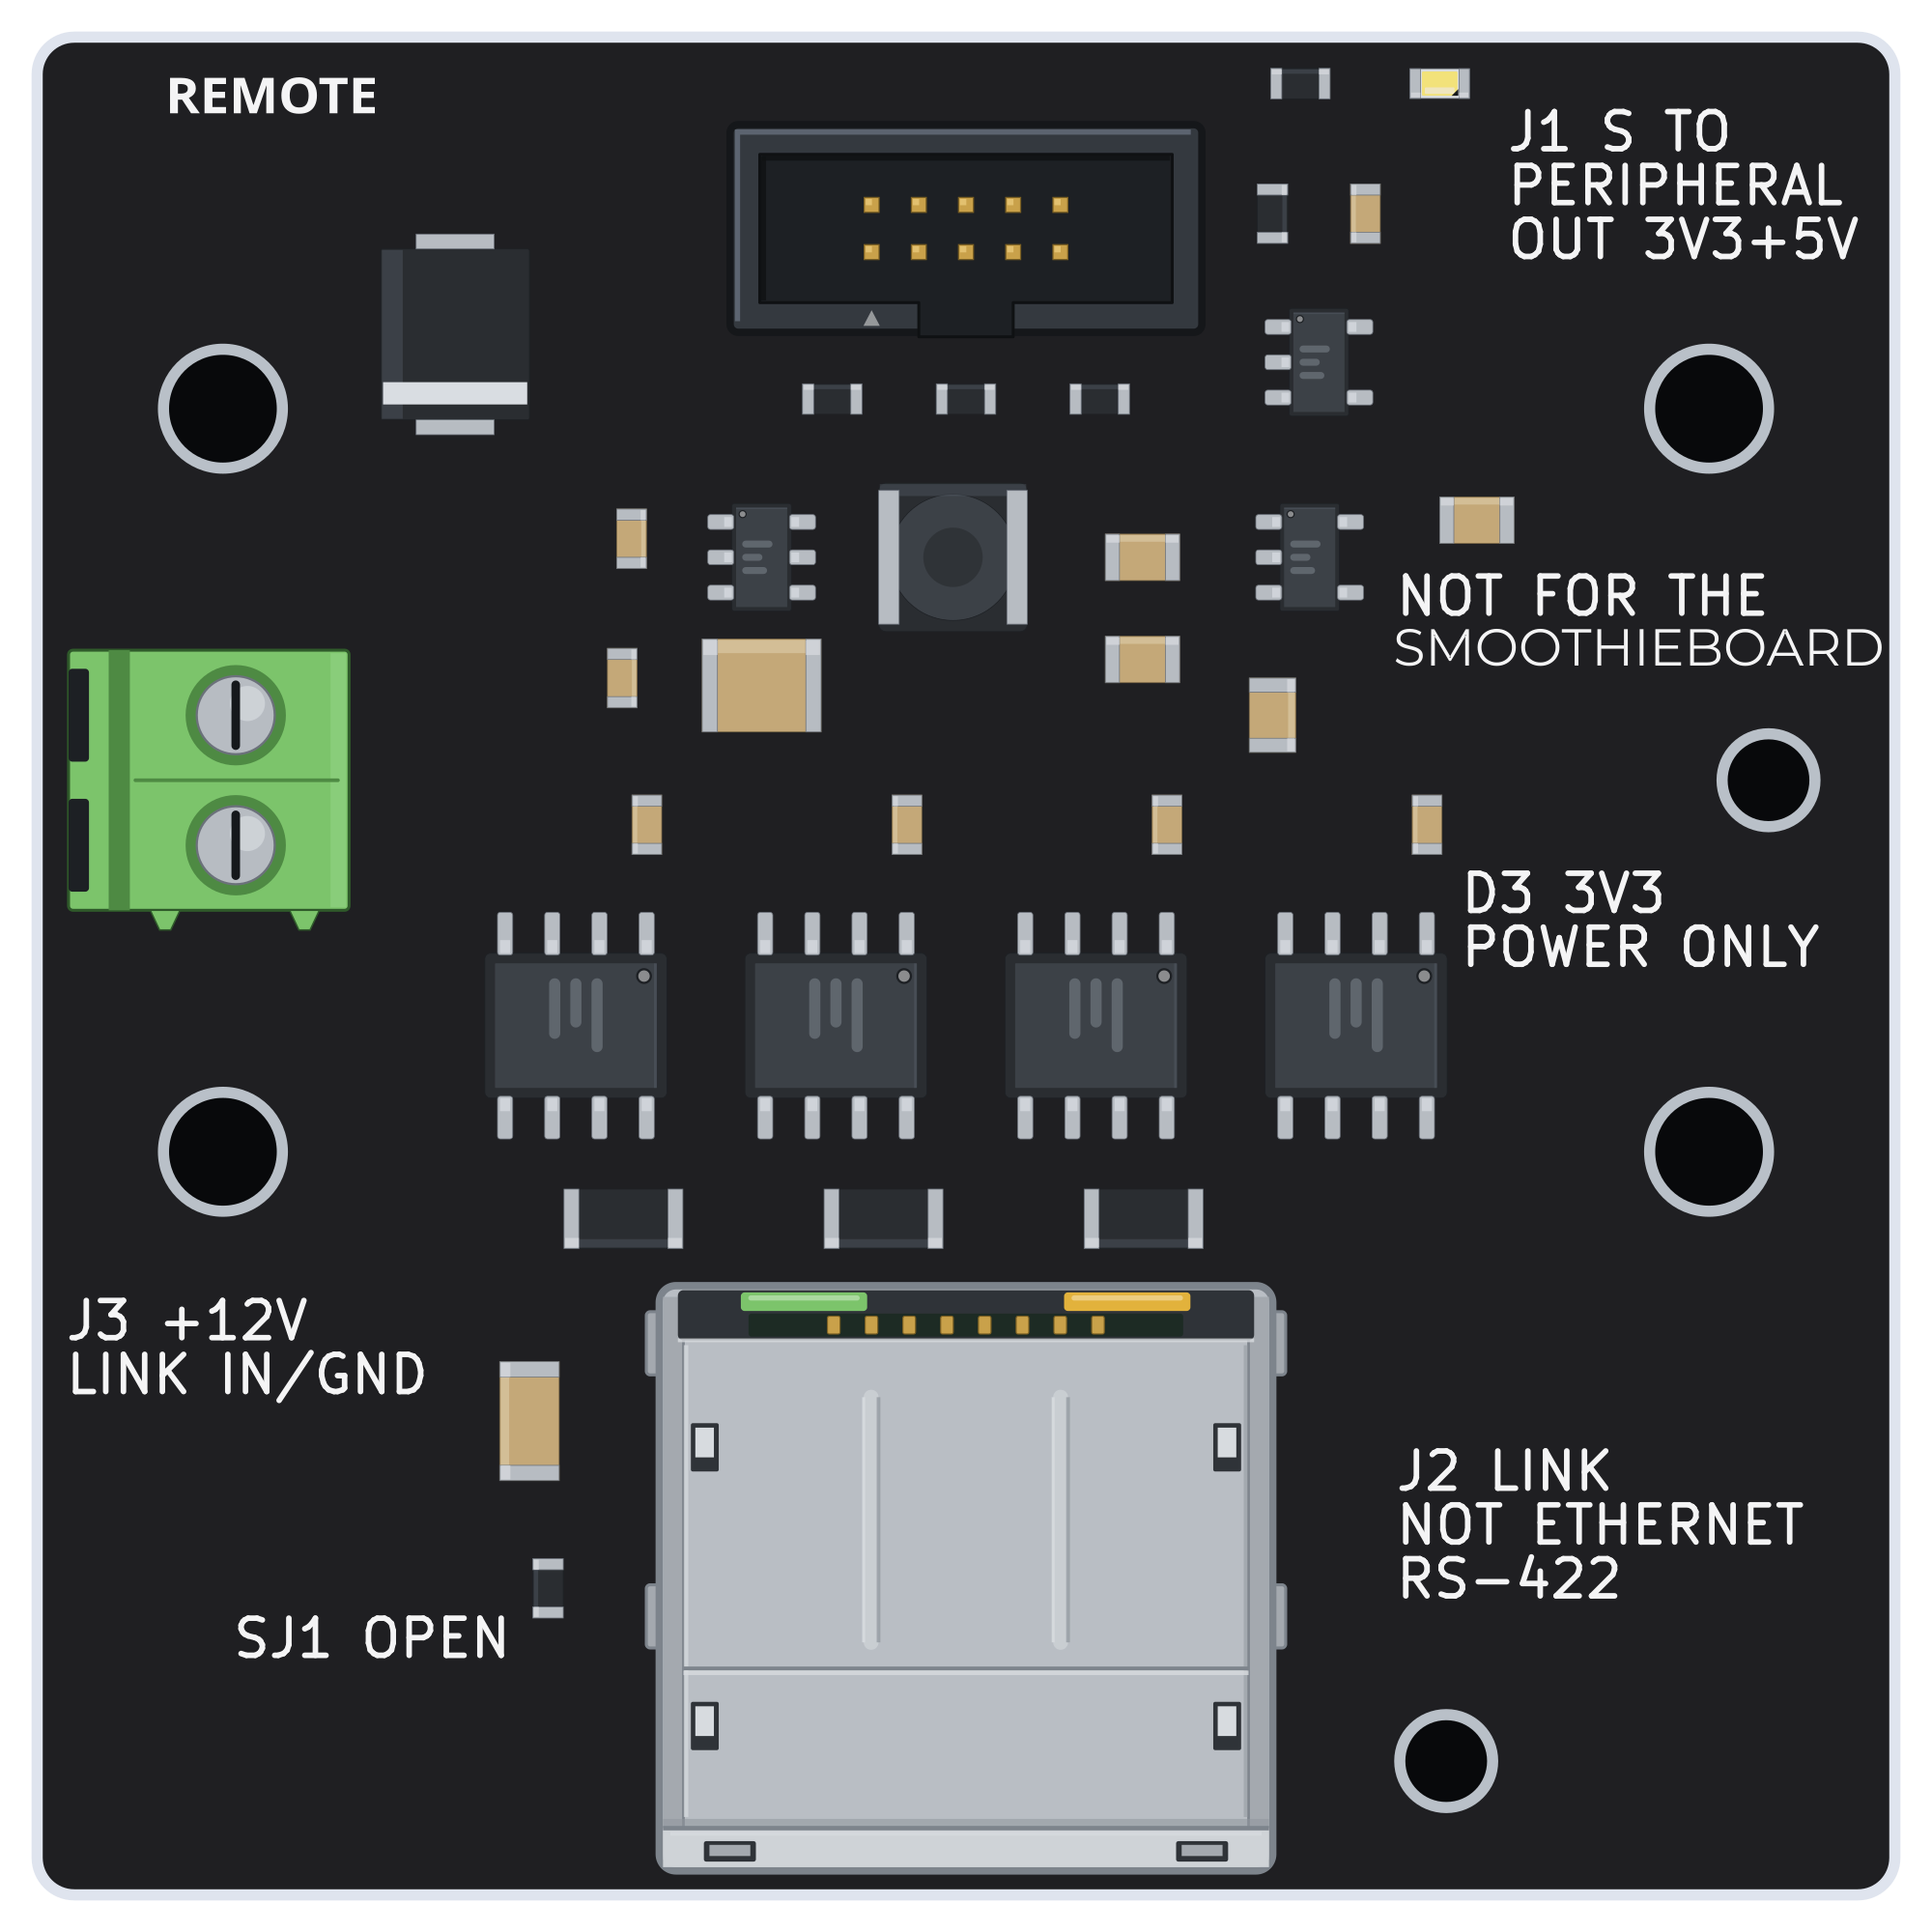 REMOTE
J1 S TO
PERIPHERAL
OUT 3V3+5V
NOT FOR THE
SMOOTHIEBOARD
D3 3V3
POWER ONLY
J3 +12V
LINK IN/GND
J2 LINK
NOT ETHERNET
RS-422
SJ1 OPEN